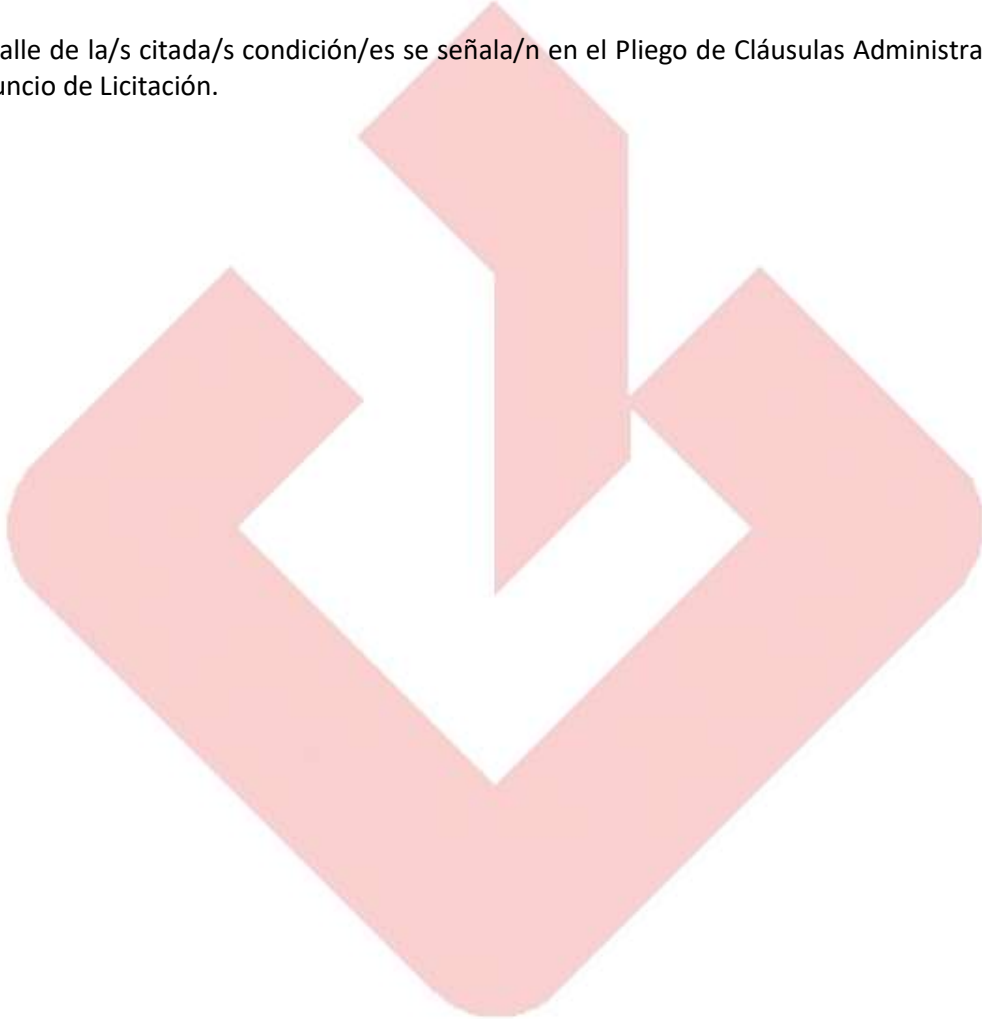 alle de la/s citada/s condición/es se señala/n en el Pliego de Cláusulas Administra
uncio de Licitación.